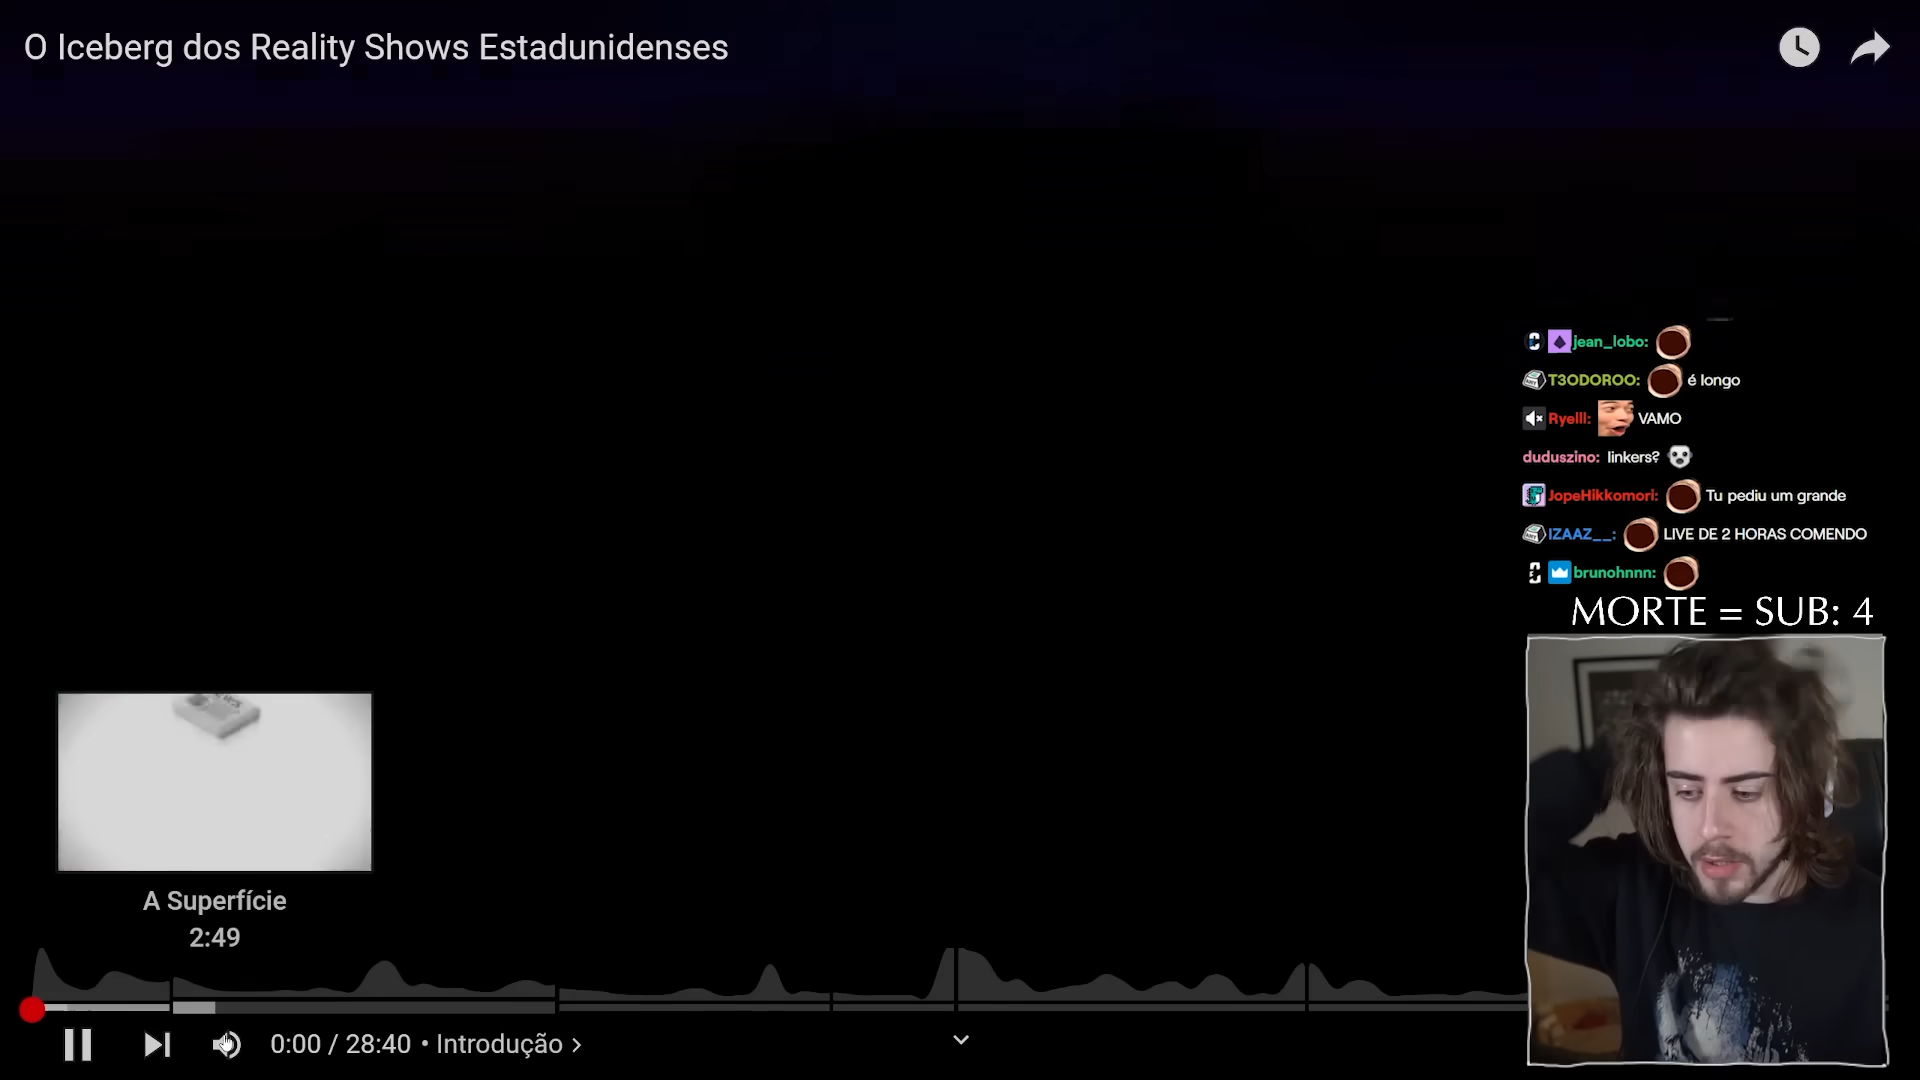 O Iceberg dos Reality Shows Estadunidenses
jean_lobo:
T3ODOROO: é longo
Ryelll: VAMO
duduszino: linkers?
JopeHikkomori: Tu pediu um grande
IZAAZ__: LIVE DE 2 HORAS COMENDO
brunohnnn:
MORTE = SUB: 4
A Superfície
2:49
0:00 / 28:40 • Introdução